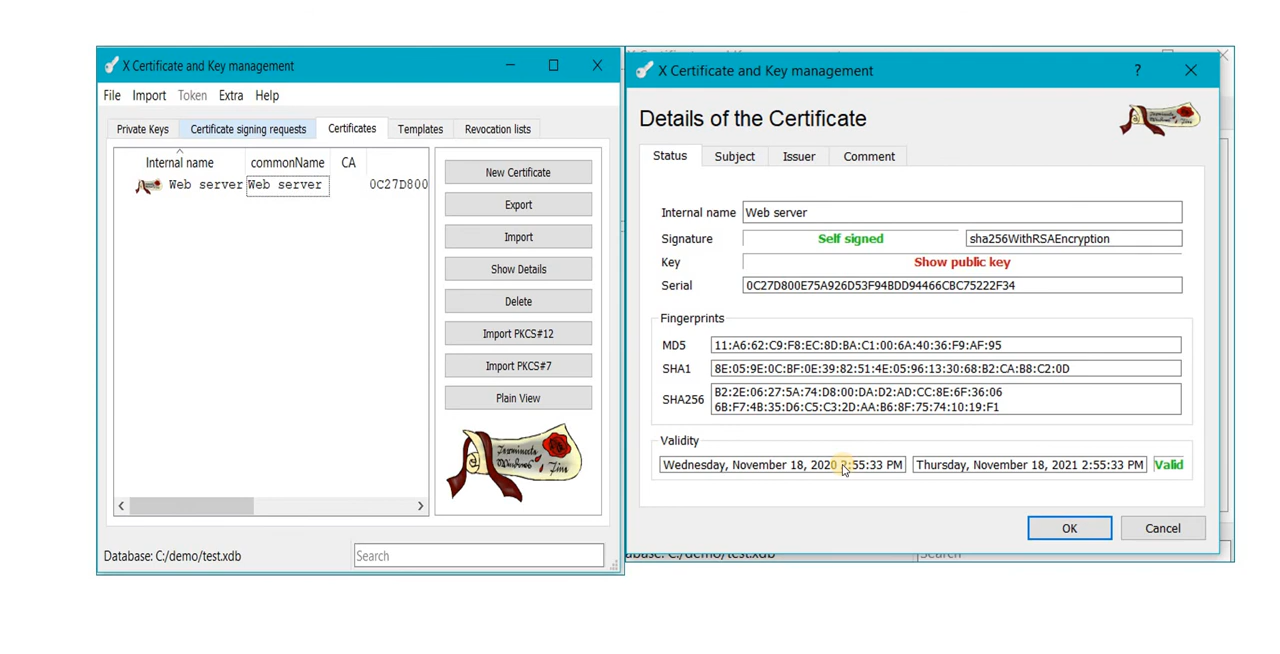 X Certificate and Key management
File Import Token Extra Help
Private Keys Certificate signing requests Certificates Templates Revocation lists
Internal name commonName CA
Web server Web server 0C27D800
New Certificate
Export
Import
Show Details
Delete
Import PKCS#12
Import PKCS#7
Plain View
Database: C:/demo/test.xdb Search
X Certificate and Key management ?
Details of the Certificate
Status Subject Issuer Comment
Internal name Web server
Signature Self signed sha256WithRSAEncryption
Key Show public key
Serial 0C27D800E75A926D53F94BDD94466CBC75222F34
Fingerprints
MD5 11:A6:62:C9:F8:EC:8D:BA:C1:00:6A:40:36:F9:AF:95
SHA1 8E:05:9E:0C:BF:0E:39:82:51:4E:05:96:13:30:68:B2:CA:B8:C2:0D
SHA256 B2:2E:06:27:5A:74:D8:00:DA:D2:AD:CC:8E:6F:36:06
6B:F7:4B:35:D6:C5:C3:2D:AA:B6:8F:75:74:10:19:F1
Validity
Wednesday, November 18, 2020 2:55:33 PM Thursday, November 18, 2021 2:55:33 PM Valid
OK Cancel